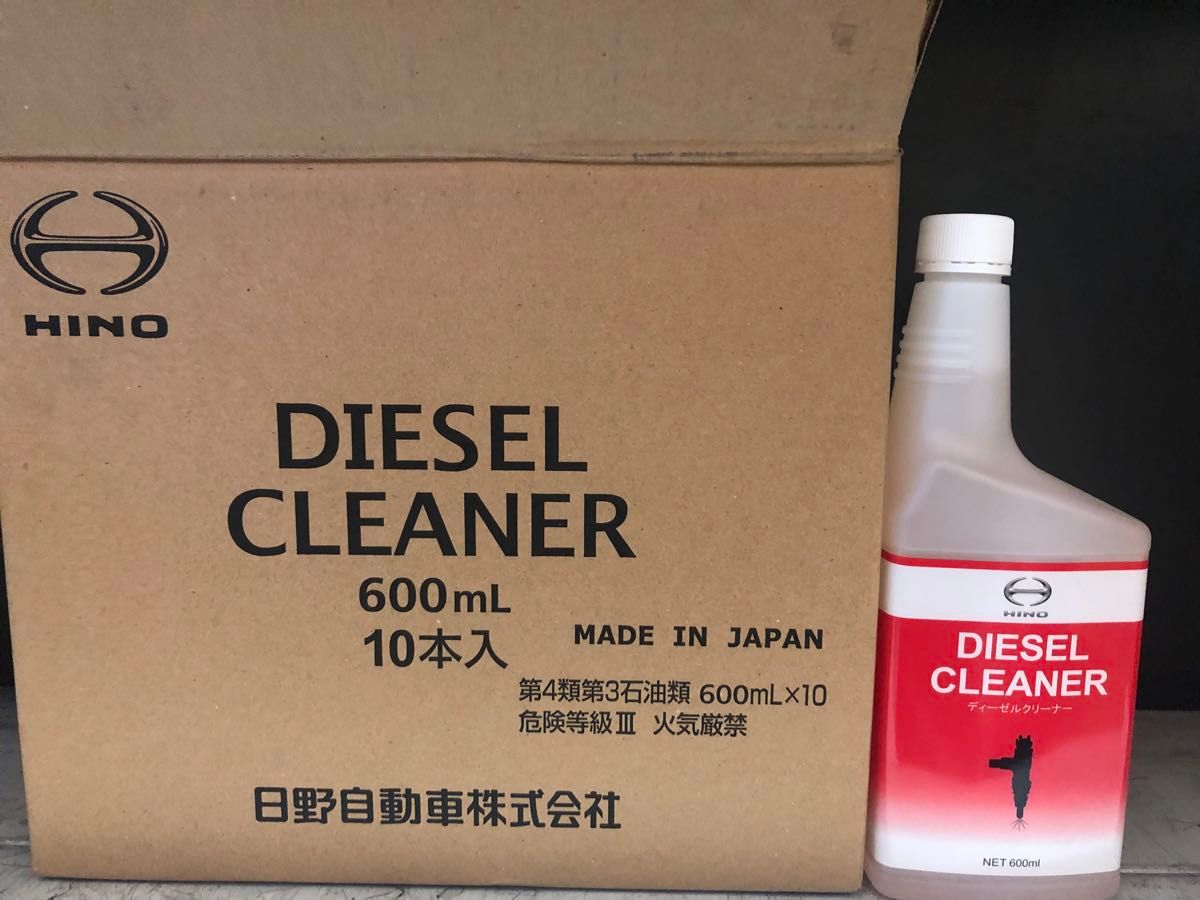 HINO
DIESEL
CLEANER
600mL
10本入
MADE IN JAPAN
第4類第3石油類 600mL×10
危険等級Ⅲ 火気厳禁
日野自動車株式会社
HINO
DIESEL
CLEANER
ディーゼルクリーナー
NET 600ml